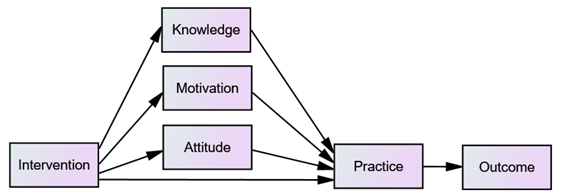 Knowledge
Motivation
Attitude
Intervention
Practice
Outcome